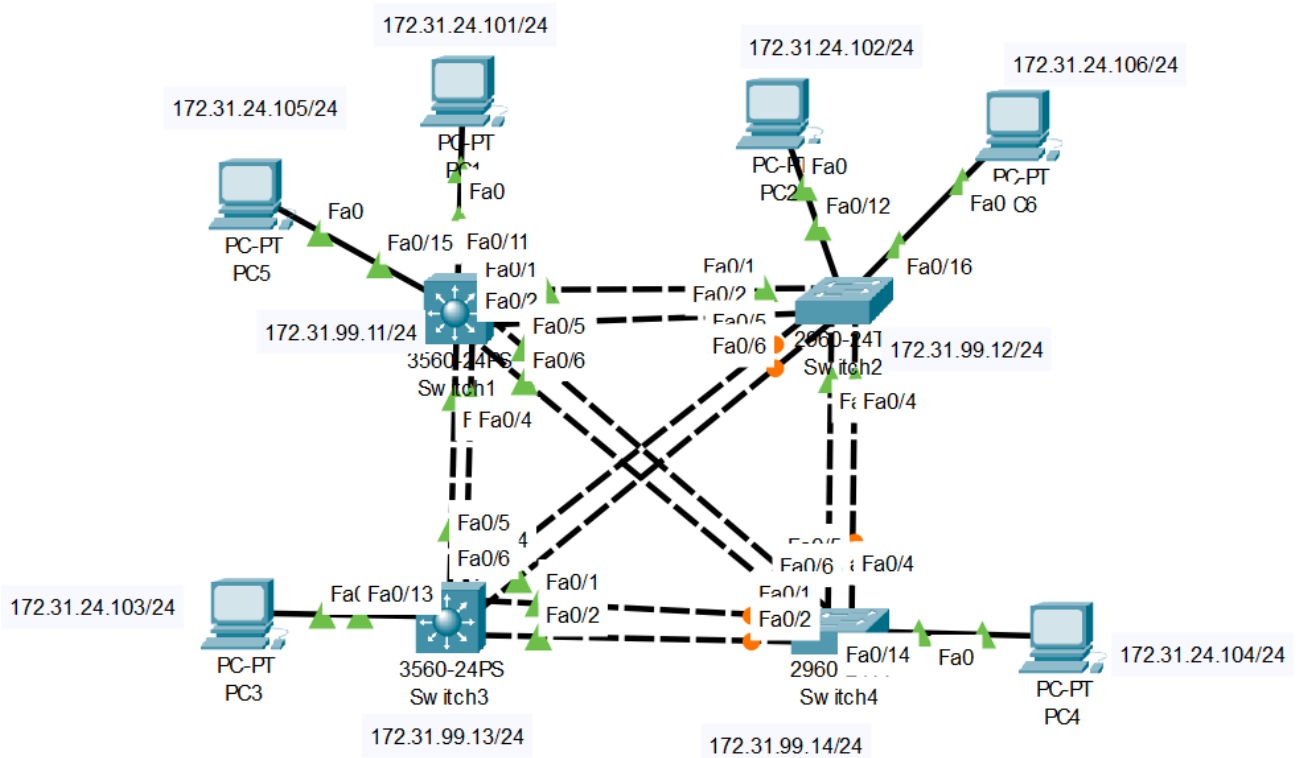 172.31.24.101/24
172.31.24.102/24
172.31.24.106/24
172.31.24.105/24
PC-PT
Fa0
PC2
Fa0
PC-PT
Fa0
Fa0
Fa0/12
PC-PT
PC5
Fa0/15
Fa0/11
Fa0/16
Fa0/1
Fa0/1
Fa0/2
Fa0/2
172.31.99.11/24
Fa0/5
Fa0/5
Fa0/6
Fa0/6
172.31.99.12/24
3560-24PS
Switch1
Switch2
Fa0/4
Fa0/4
Fa0/5
Fa0/6
Fa0/6
Fa0/4
Fa0/1
Fa0/1
Fa0/2
Fa0/2
172.31.24.103/24
Fa0/13
PC-PT
PC3
3560-24PS
Switch3
Fa0/14
Fa0
2960
Switch4
172.31.24.104/24
PC-PT
PC4
172.31.99.13/24
172.31.99.14/24